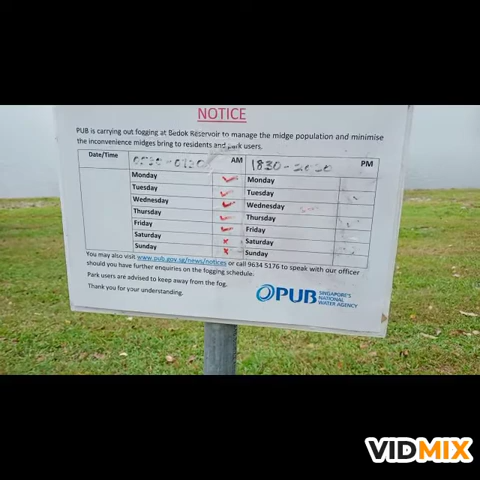 NOTICE
PUB is carrying out fogging at Bedok Reservoir to manage the midge population and minimise
the inconvenience midges bring to residents and park users.
Date/Time AM 1830-2030 PM
Monday ✓ Monday
Tuesday ✓ Tuesday
Wednesday ✓ Wednesday
Thursday ✓ Thursday
Friday ✓ Friday
Saturday x Saturday
Sunday x Sunday
You may also visit www.pub.gov.sg/news/notices or call 9634 5176 to speak with our officer
should you have further enquiries on the fogging schedule.
Park users are advised to keep away from the fog.
Thank you for your understanding.
PUB SINGAPORE'S
NATIONAL
WATER AGENCY
VIDMIX